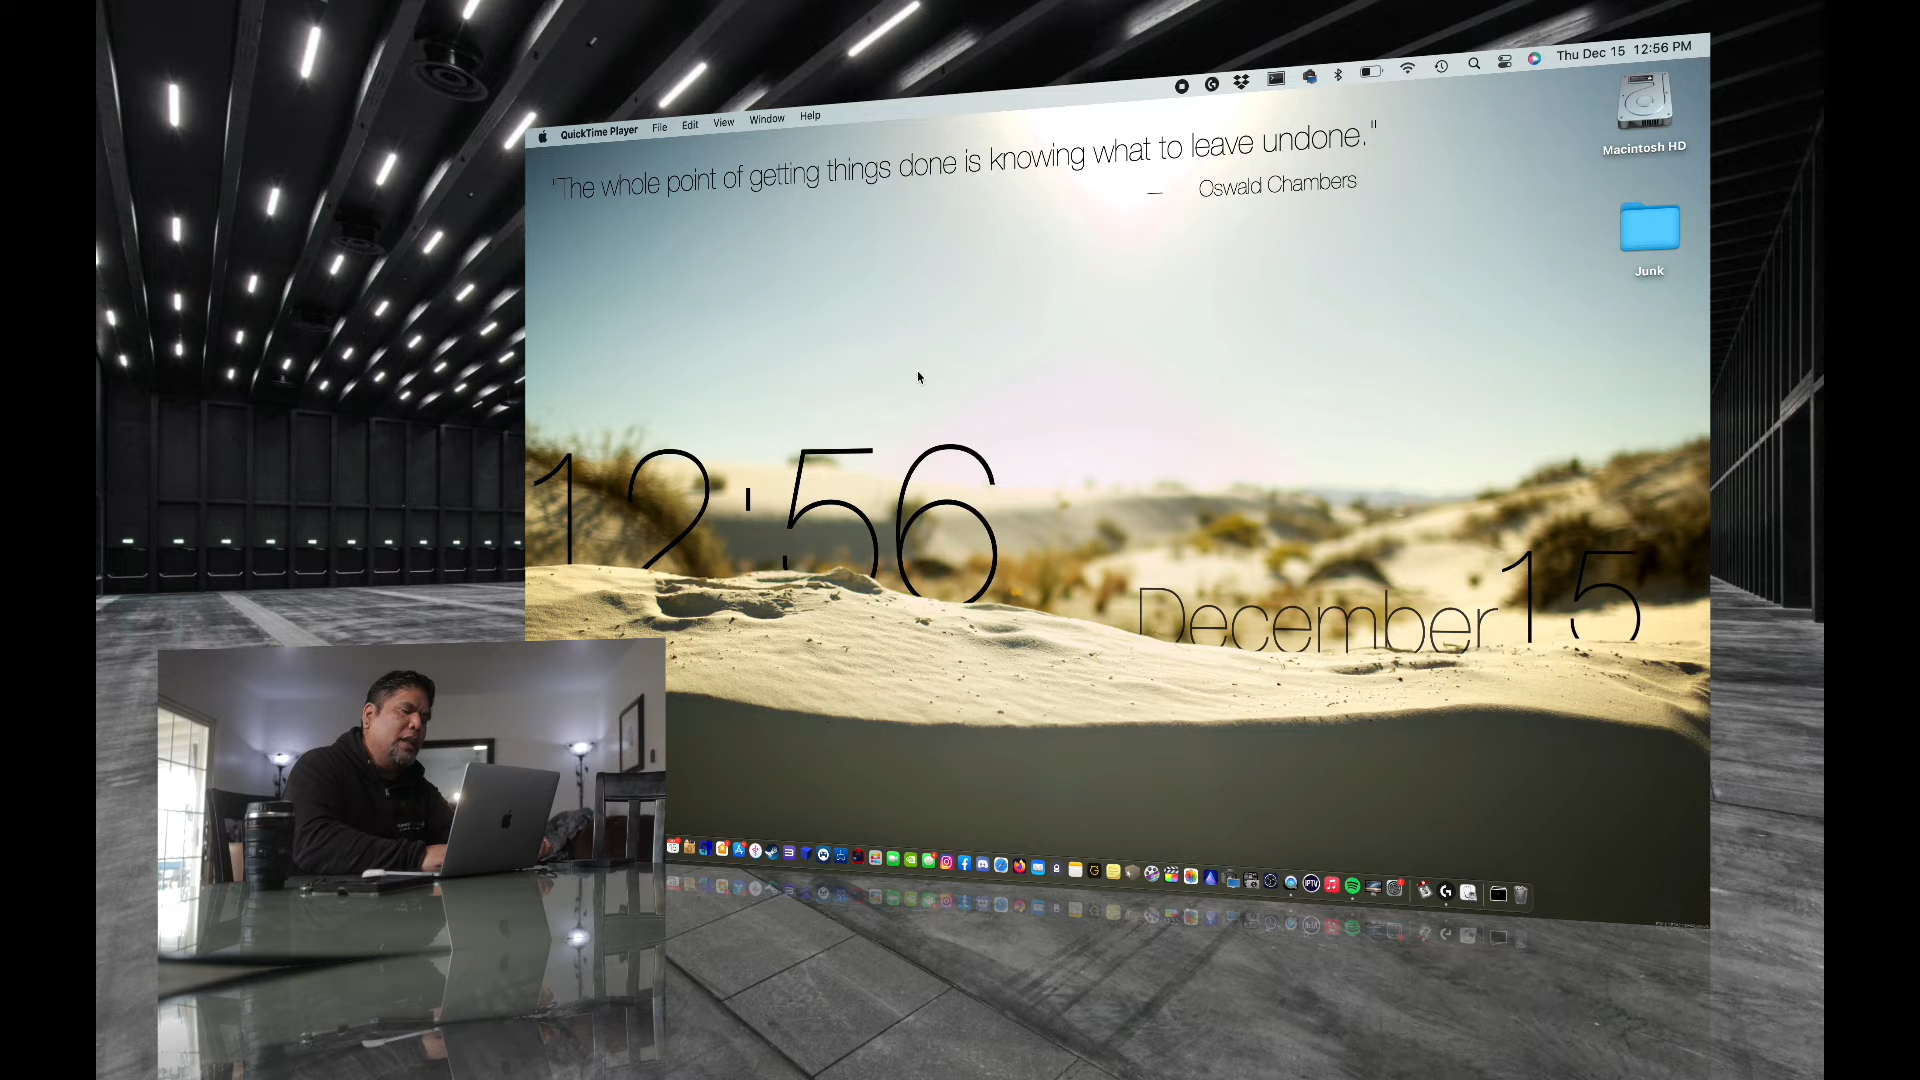 QuickTime Player File Edit View Window Help
Thu Dec 15 12:56 PM
"The whole point of getting things done is knowing what to leave undone."
— Oswald Chambers
Macintosh HD
Junk
12:56
December 15
IPTV